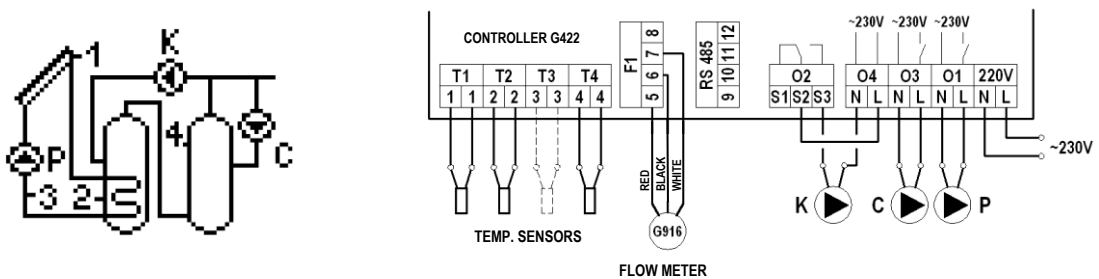 K
1
4
P
C
3 2
CONTROLLER G422
T1 T2 T3 T4
1 1 2 2 3 3 4 4
F1
8
7
6
5
RS 485
12
11
10
9
~230V ~230V ~230V
O2 O4 O3 O1 220V
S1 S2 S3 N L N L N L N L
~230V
RED
BLACK
WHITE
G916
K C P
TEMP. SENSORS
FLOW METER